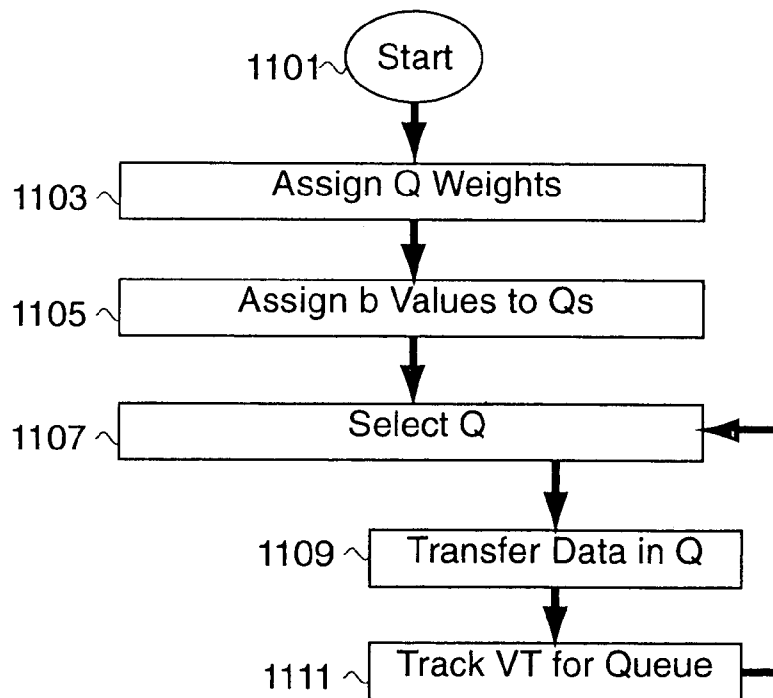 1101 Start
1103 Assign Q Weights
1105 Assign b Values to Qs
1107 Select Q
1109 Transfer Data in Q
1111 Track VT for Queue